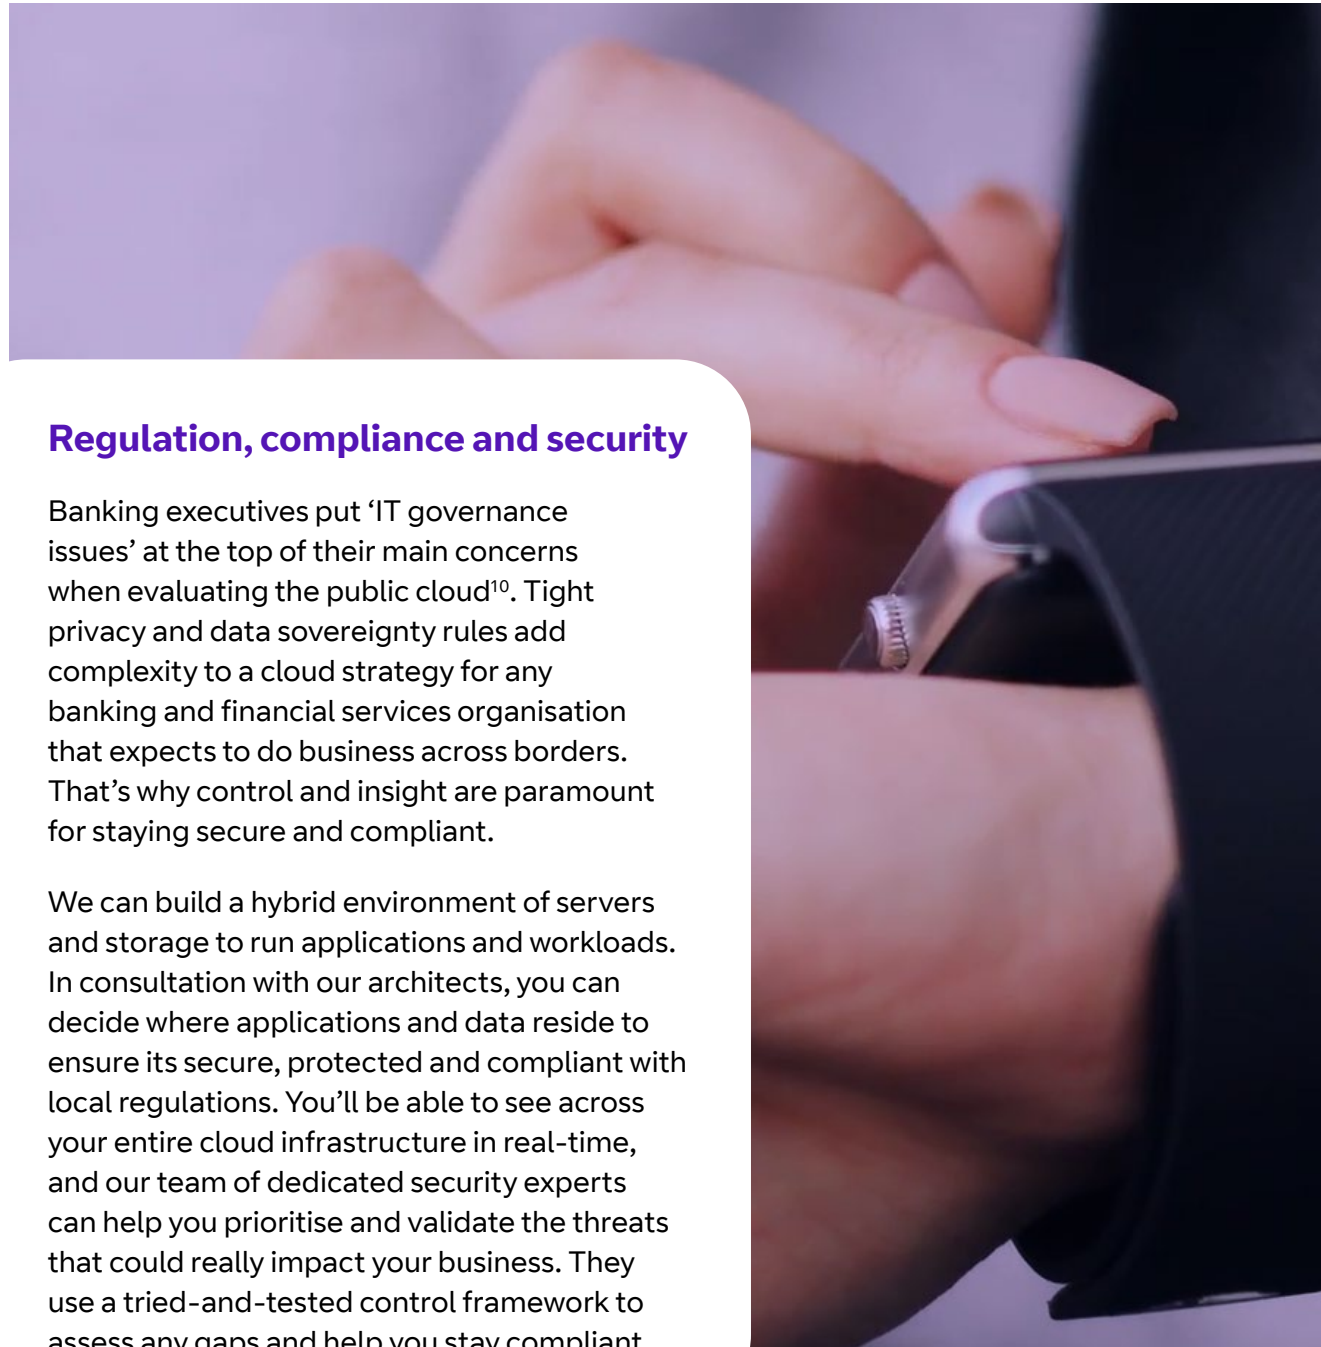 Regulation, compliance and security
Banking executives put ‘IT governance
issues’ at the top of their main concerns
when evaluating the public cloud¹⁰. Tight
privacy and data sovereignty rules add
complexity to a cloud strategy for any
banking and financial services organisation
that expects to do business across borders.
That’s why control and insight are paramount
for staying secure and compliant.
We can build a hybrid environment of servers
and storage to run applications and workloads.
In consultation with our architects, you can
decide where applications and data reside to
ensure its secure, protected and compliant with
local regulations. You’ll be able to see across
your entire cloud infrastructure in real-time,
and our team of dedicated security experts
can help you prioritise and validate the threats
that could really impact your business. They
use a tried-and-tested control framework to
assess any gaps and help you stay compliant